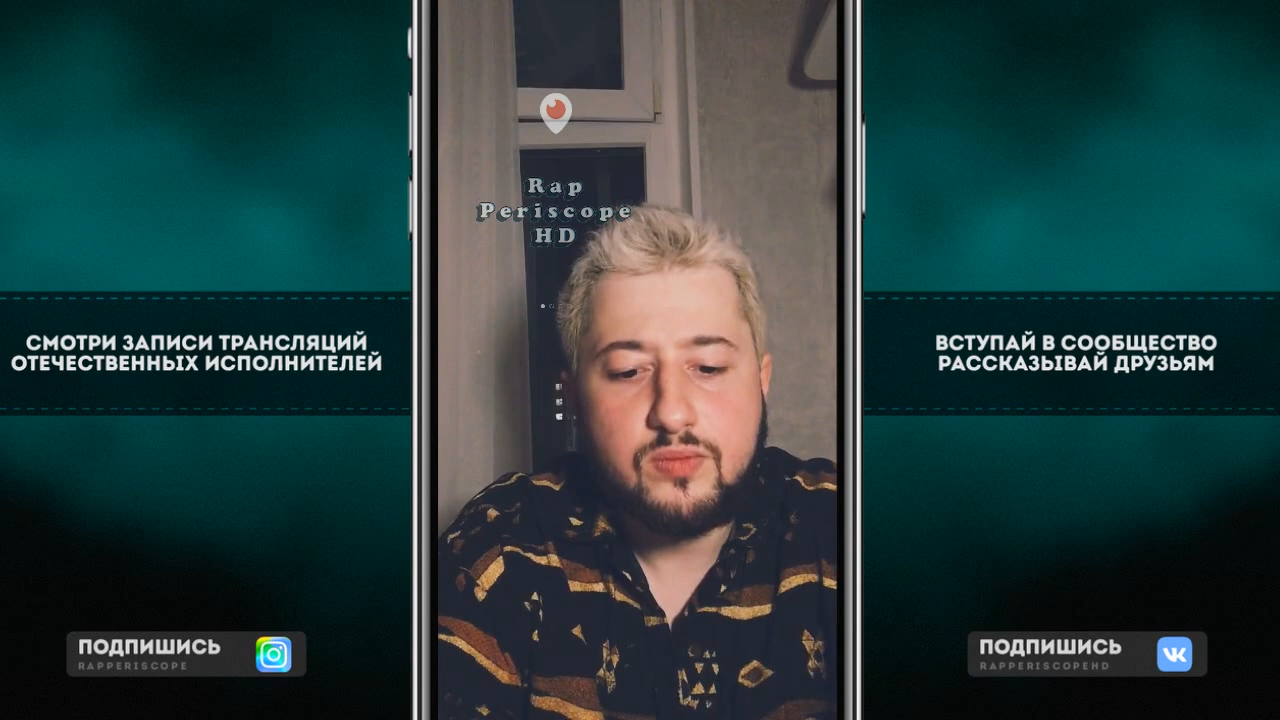 Rap
Periscope
HD
СМОТРИ ЗАПИСИ ТРАНСЛЯЦИЙ
ОТЕЧЕСТВЕННЫХ ИСПОЛНИТЕЛЕЙ
ВСТУПАЙ В СООБЩЕСТВО
РАССКАЗЫВАЙ ДРУЗЬЯМ
ПОДПИШИСЬ
RAPPERISCOPE
ПОДПИШИСЬ
RAPPERISCOPEHD